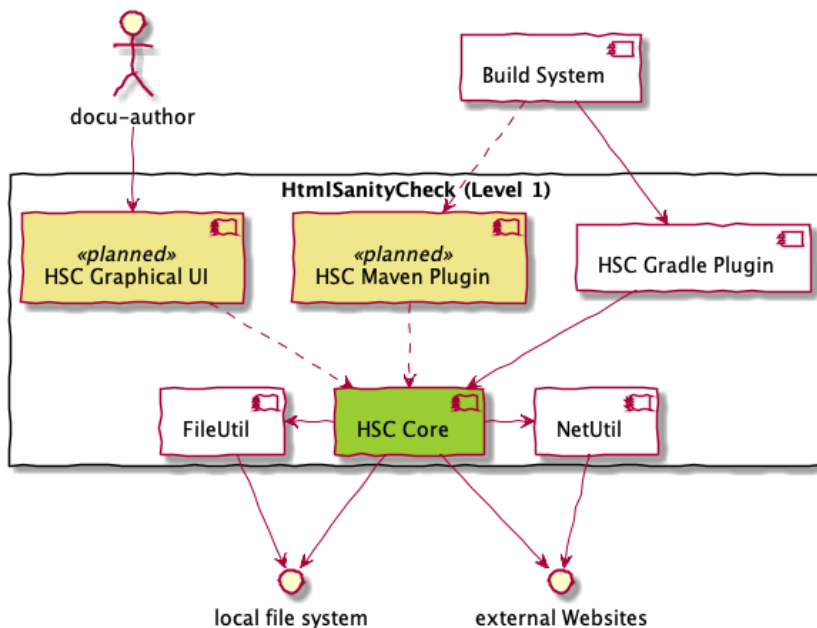 docu-author
Build System
HtmlSanityCheck (Level 1)
«planned»
HSC Graphical UI
«planned»
HSC Maven Plugin
HSC Gradle Plugin
FileUtil
HSC Core
NetUtil
local file system
external Websites